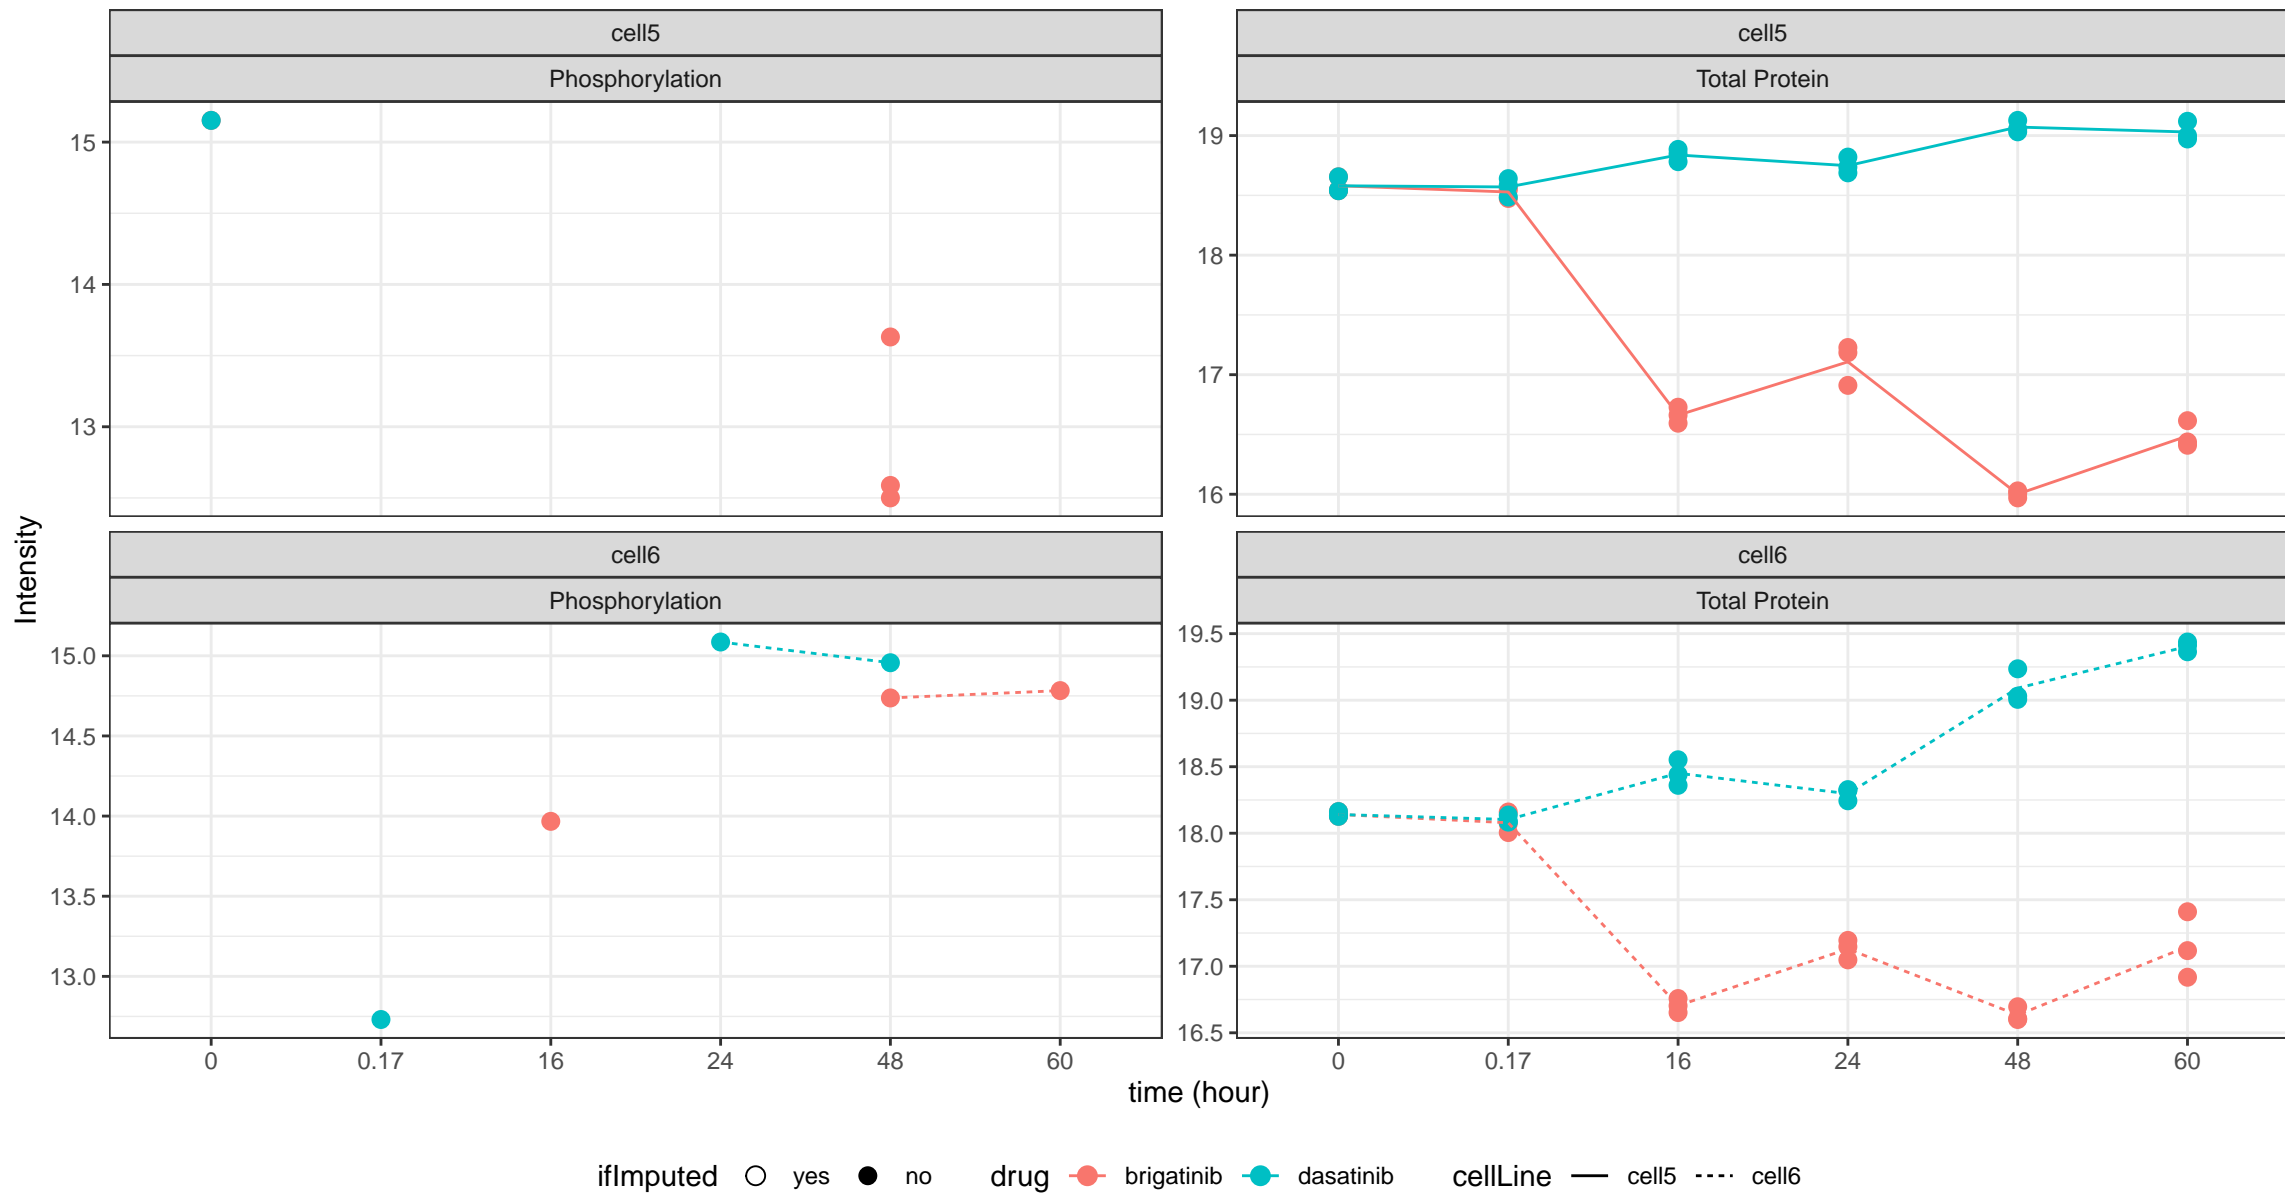 cell5
cell5
Phosphorylation
Total Protein
15
14
13
19
18
17
16
cell6
cell6
Phosphorylation
Total Protein
15.0
14.5
14.0
13.5
13.0
19.5
19.0
18.5
18.0
17.5
17.0
16.5
0 0.17 16 24 48 60
0 0.17 16 24 48 60
Intensity
time (hour)
ifImputed yes no drug brigatinib dasatinib cellLine cell5 cell6